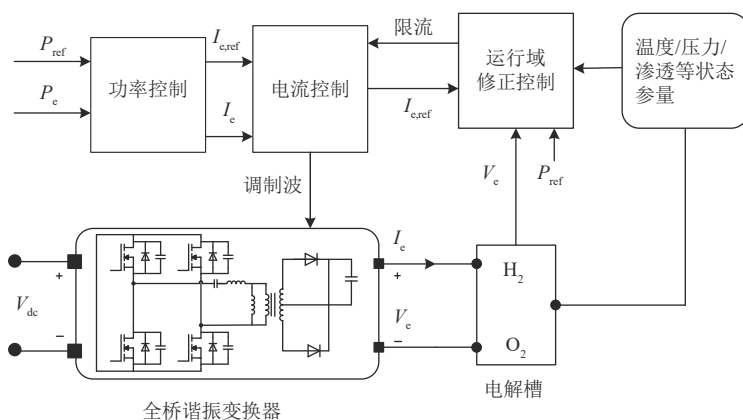 P_ref
P_e
功率控制
I_e,ref
I_e
电流控制
限流
I_e,ref
运行域
修正控制
温度/压力/
渗透等状态
参量
调制波
V_e
P_ref
+
V_dc
−
I_e
+
V_e
−
H_2
O_2
电解槽
全桥谐振变换器